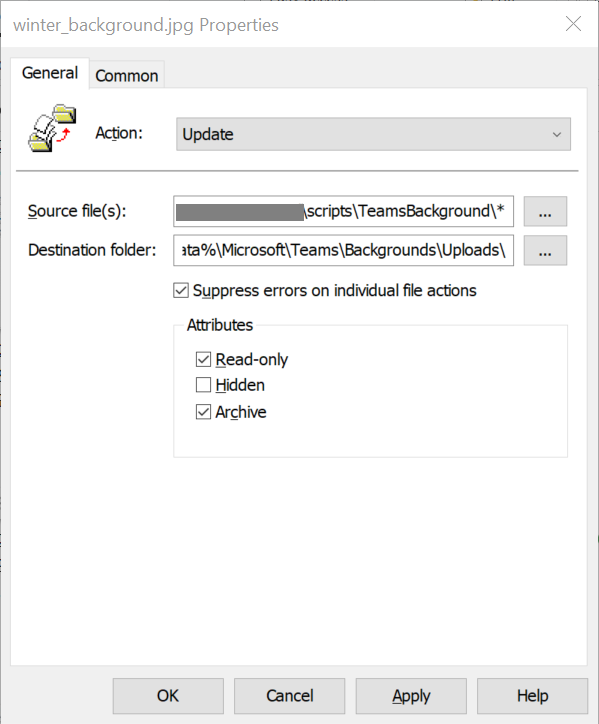 winter_background.jpg Properties
General
Common
Action:
Update
Source file(s):
\scripts\TeamsBackground\*
...
Destination folder:
ata%\Microsoft\Teams\Backgrounds\Uploads\
...
Suppress errors on individual file actions
Attributes
Read-only
Hidden
Archive
OK
Cancel
Apply
Help